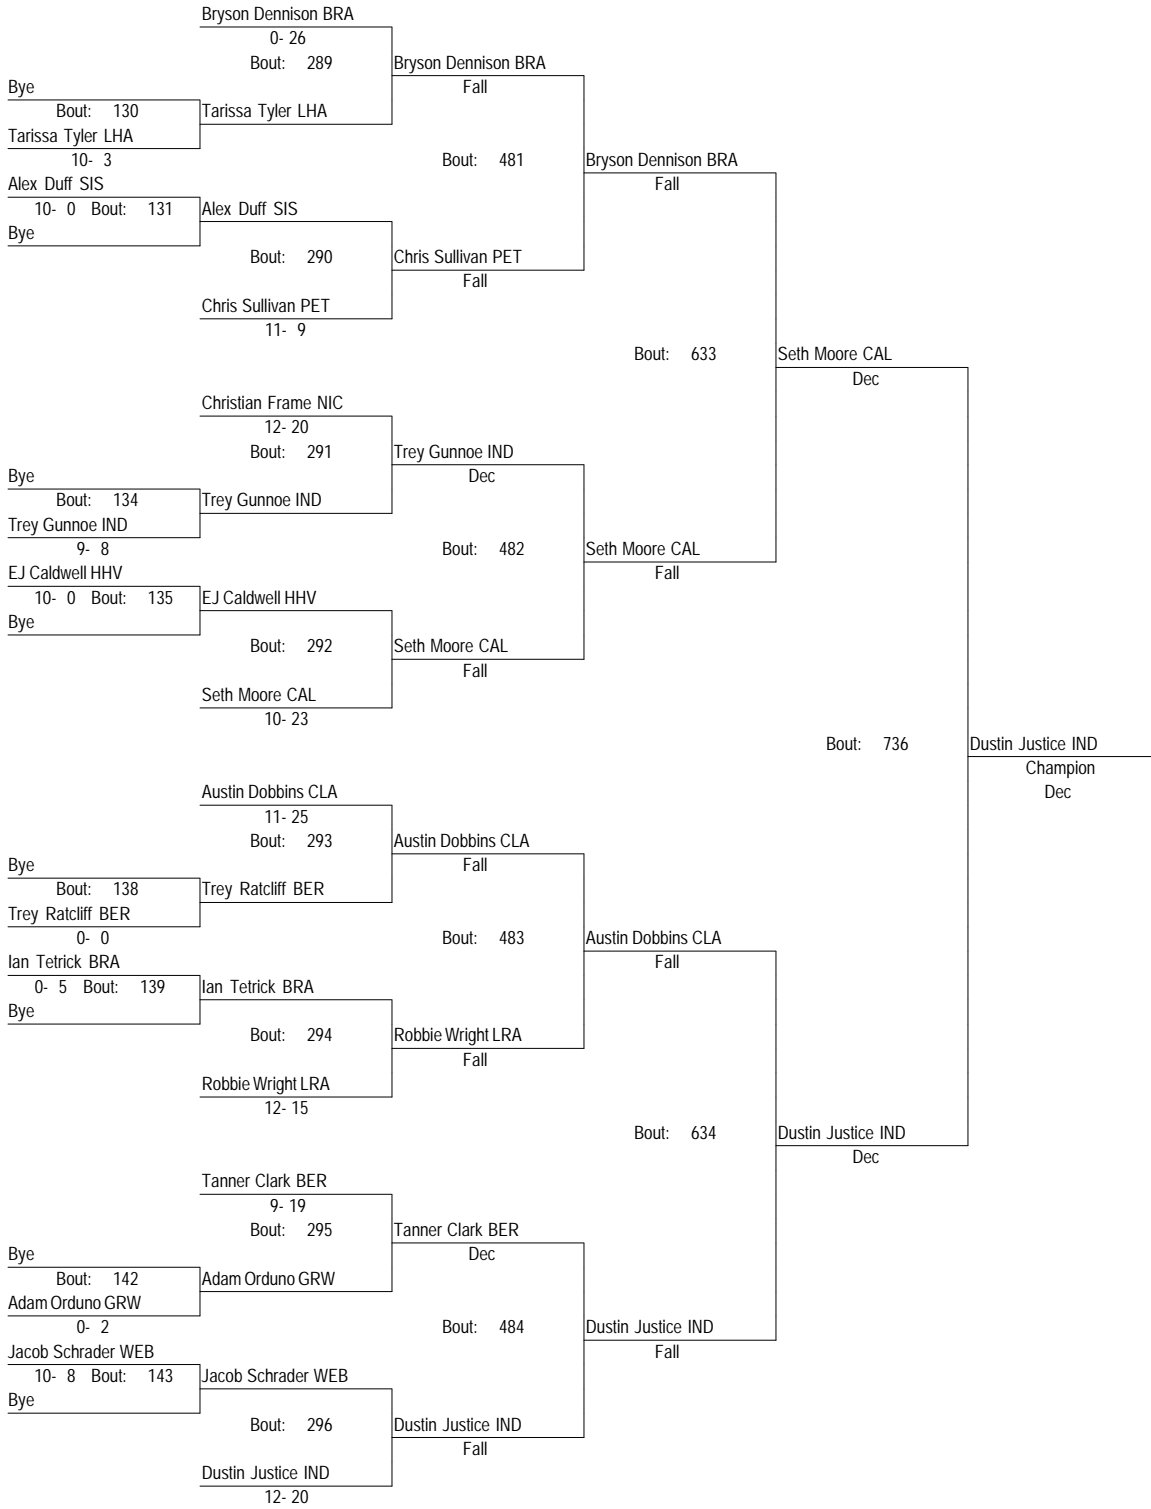 Bryson Dennison BRA
0- 26
Bout: 289 Bryson Dennison BRA
Bye Fall
Bout: 130 Tarissa Tyler LHA
Tarissa Tyler LHA
10- 3 Bout: 481 Bryson Dennison BRA
Alex Duff SIS Fall
10- 0 Bout: 131 Alex Duff SIS
Bye
Bout: 290 Chris Sullivan PET
Fall
Chris Sullivan PET
11- 9
Bout: 633 Seth Moore CAL
Dec
Christian Frame NIC
12- 20
Bout: 291 Trey Gunnoe IND
Bye Dec
Bout: 134 Trey Gunnoe IND
Trey Gunnoe IND
9- 8 Bout: 482 Seth Moore CAL
EJ Caldwell HHV Fall
10- 0 Bout: 135 EJ Caldwell HHV
Bye
Bout: 292 Seth Moore CAL
Fall
Seth Moore CAL
10- 23
Bout: 736 Dustin Justice IND
Champion
Austin Dobbins CLA Dec
11- 25
Bout: 293 Austin Dobbins CLA
Bye Fall
Bout: 138 Trey Ratcliff BER
Trey Ratcliff BER
0- 0 Bout: 483 Austin Dobbins CLA
Ian Tetrick BRA Fall
0- 5 Bout: 139 Ian Tetrick BRA
Bye
Bout: 294 Robbie Wright LRA
Fall
Robbie Wright LRA
12- 15
Bout: 634 Dustin Justice IND
Dec
Tanner Clark BER
9- 19
Bout: 295 Tanner Clark BER
Bye Dec
Bout: 142 Adam Orduno GRW
Adam Orduno GRW
0- 2 Bout: 484 Dustin Justice IND
Jacob Schrader WEB Fall
10- 8 Bout: 143 Jacob Schrader WEB
Bye
Bout: 296 Dustin Justice IND
Fall
Dustin Justice IND
12- 20